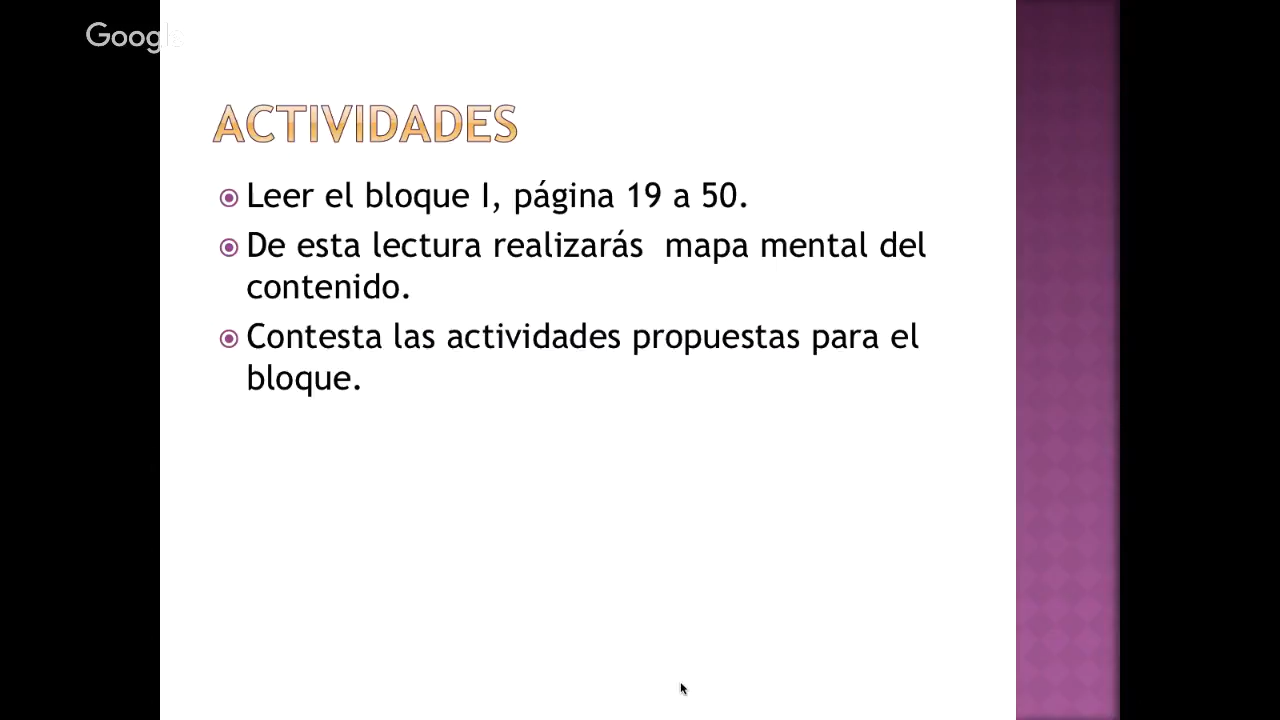 Google
ACTIVIDADES
Leer el bloque I, página 19 a 50.
De esta lectura realizarás  mapa mental del
contenido.
Contesta las actividades propuestas para el
bloque.